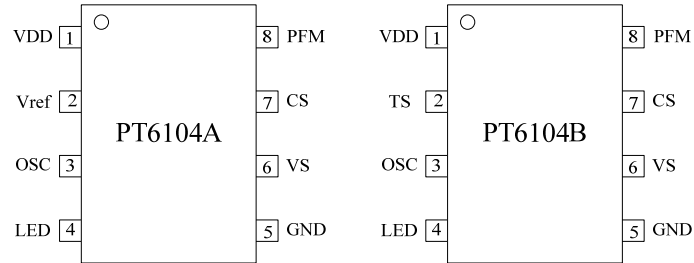 VDD 1 8 PFM VDD 1 8 PFM
Vref 2 7 CS TS 2 7 CS
PT6104A PT6104B
OSC 3 6 VS OSC 3 6 VS
LED 4 5 GND LED 4 5 GND